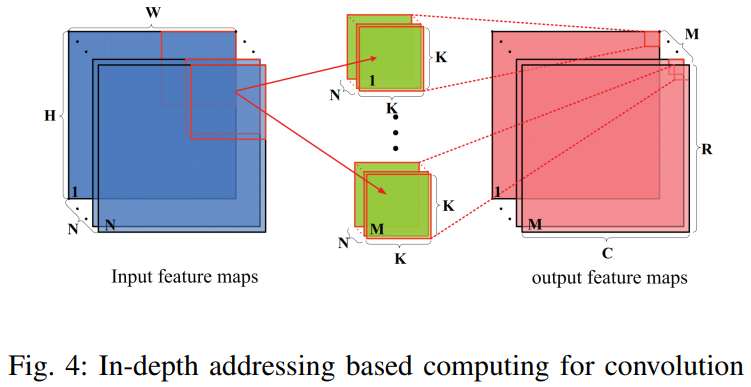 W
H
1
N
N
K
1
N
K
K
M
N
K
M
R
1
M
C
Input feature maps
output feature maps
Fig. 4: In-depth addressing based computing for convolution